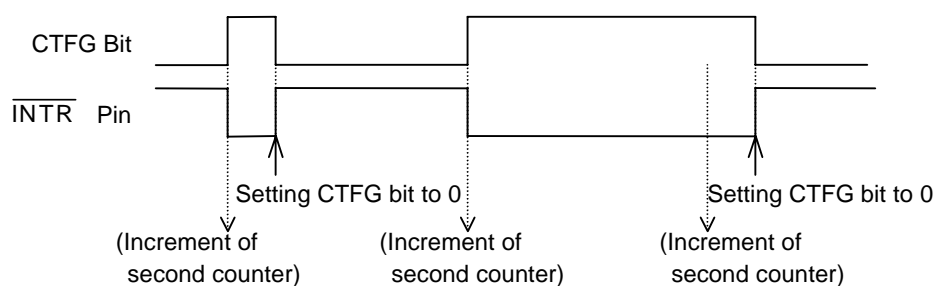 CTFG Bit
INTR Pin
Setting CTFG bit to 0
Setting CTFG bit to 0
(Increment of
second counter)
(Increment of
second counter)
(Increment of
second counter)